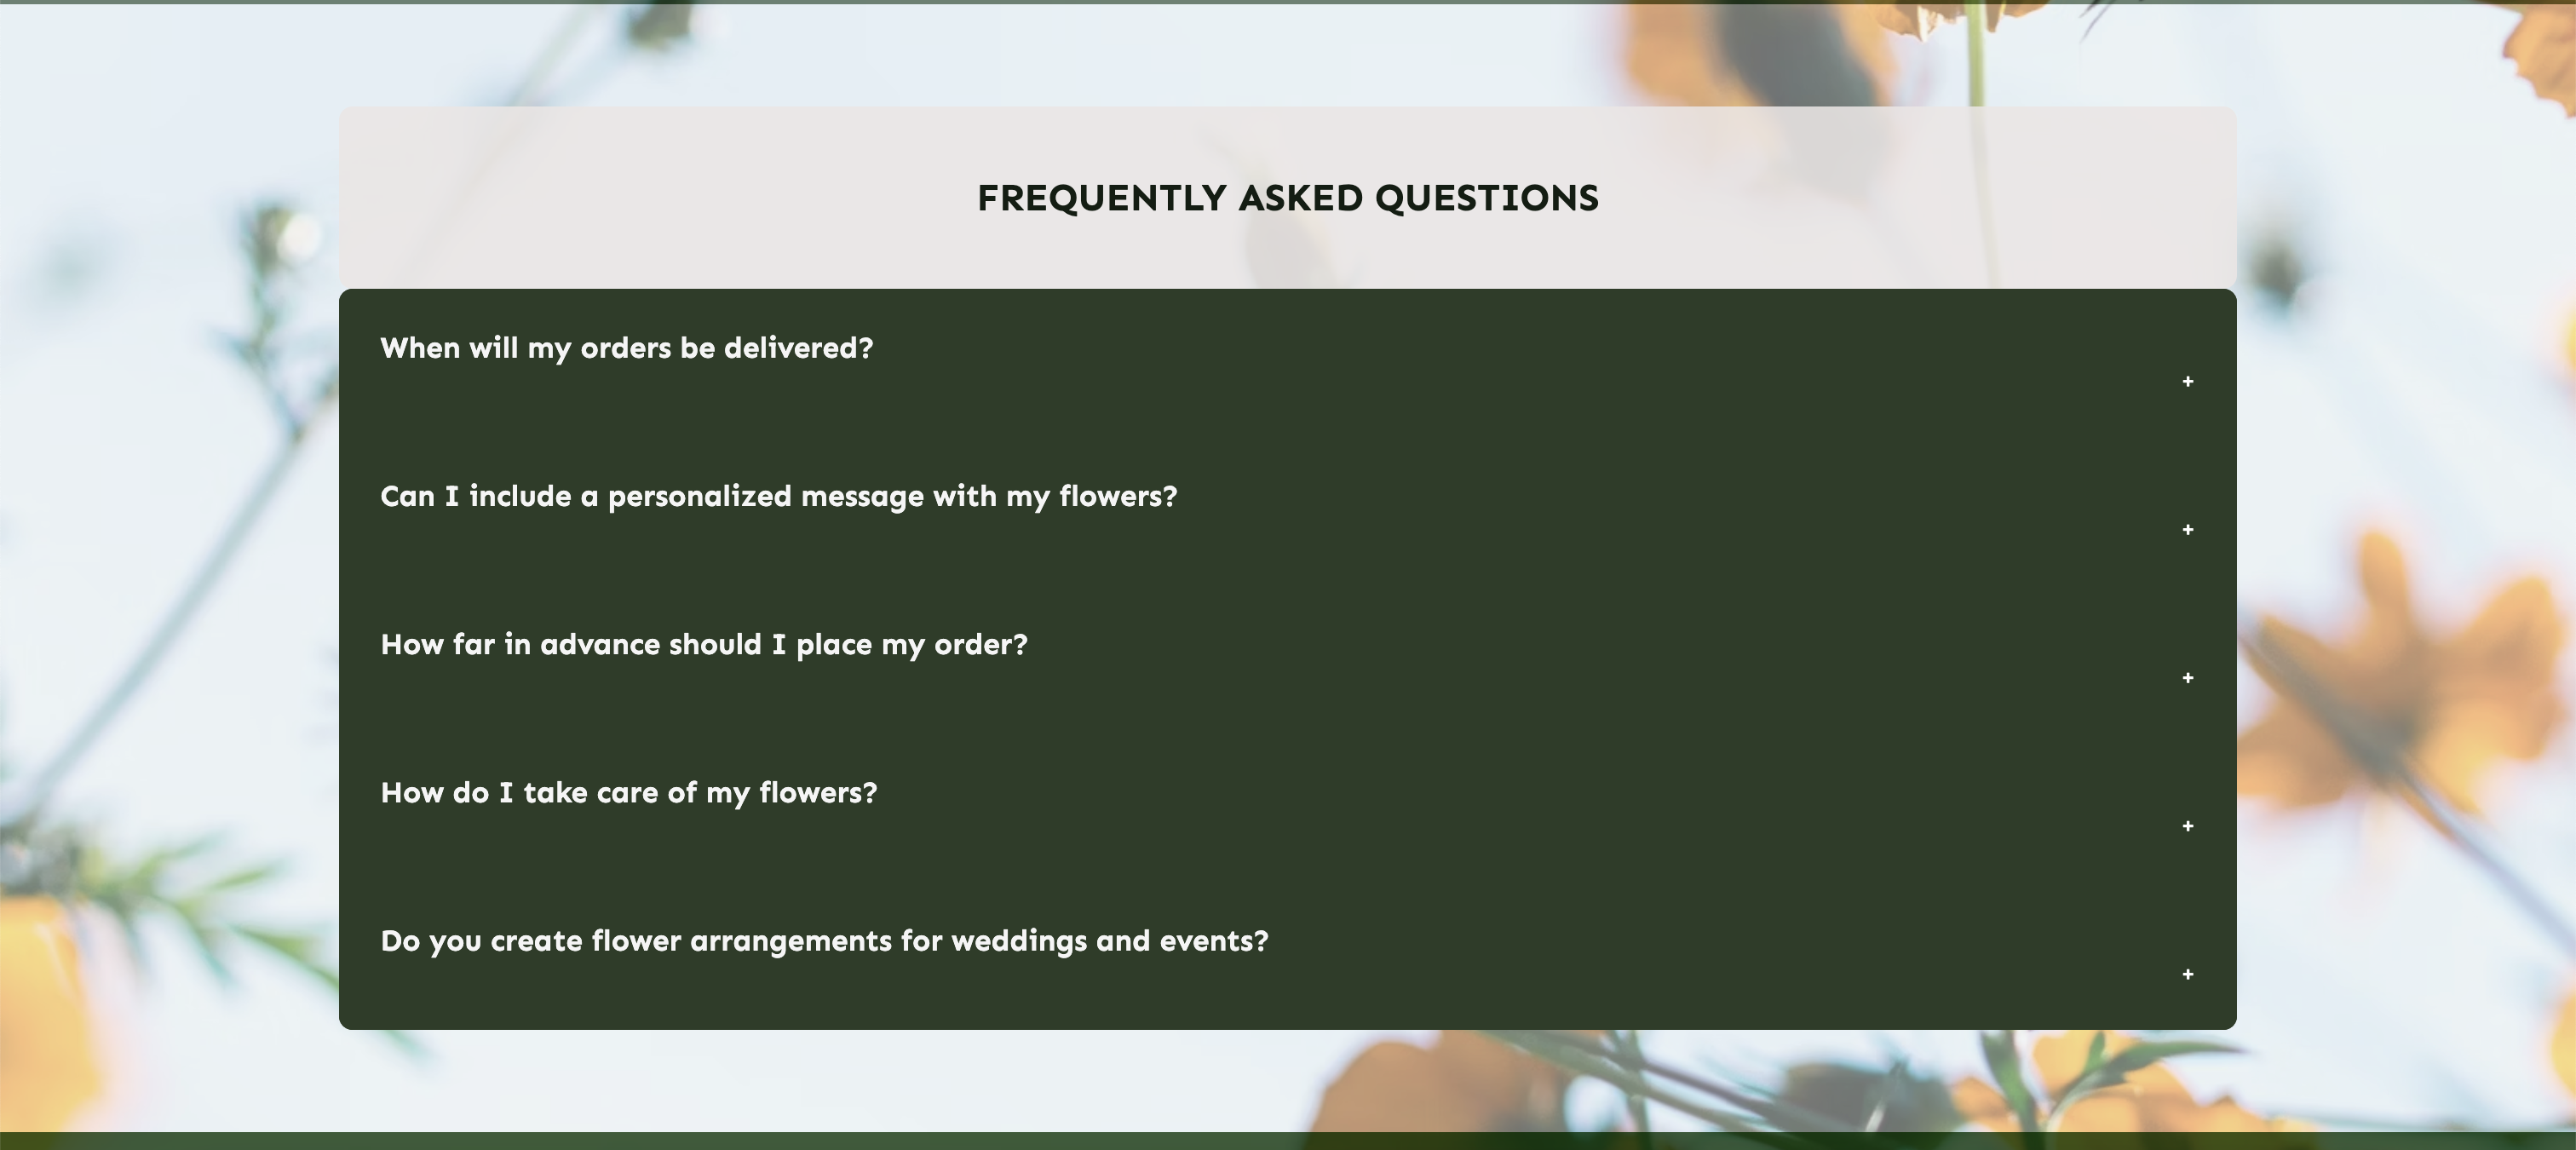 FREQUENTLY ASKED QUESTIONS
When will my orders be delivered?
+
Can I include a personalized message with my flowers?
+
How far in advance should I place my order?
+
How do I take care of my flowers?
+
Do you create flower arrangements for weddings and events?
+